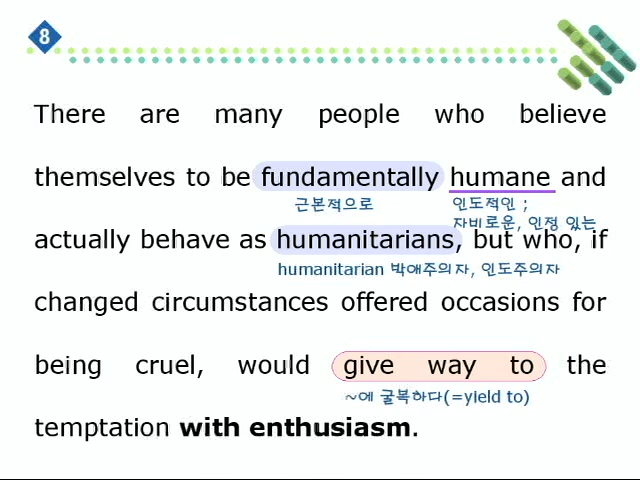 8
There are many people who believe
themselves to be fundamentally humane and
근본적으로 인도적인 ;
자비로운, 인정 있는
actually behave as humanitarians, but who, if
humanitarian 박애주의자, 인도주의자
changed circumstances offered occasions for
being cruel, would give way to the
~에 굴복하다(=yield to)
temptation with enthusiasm.